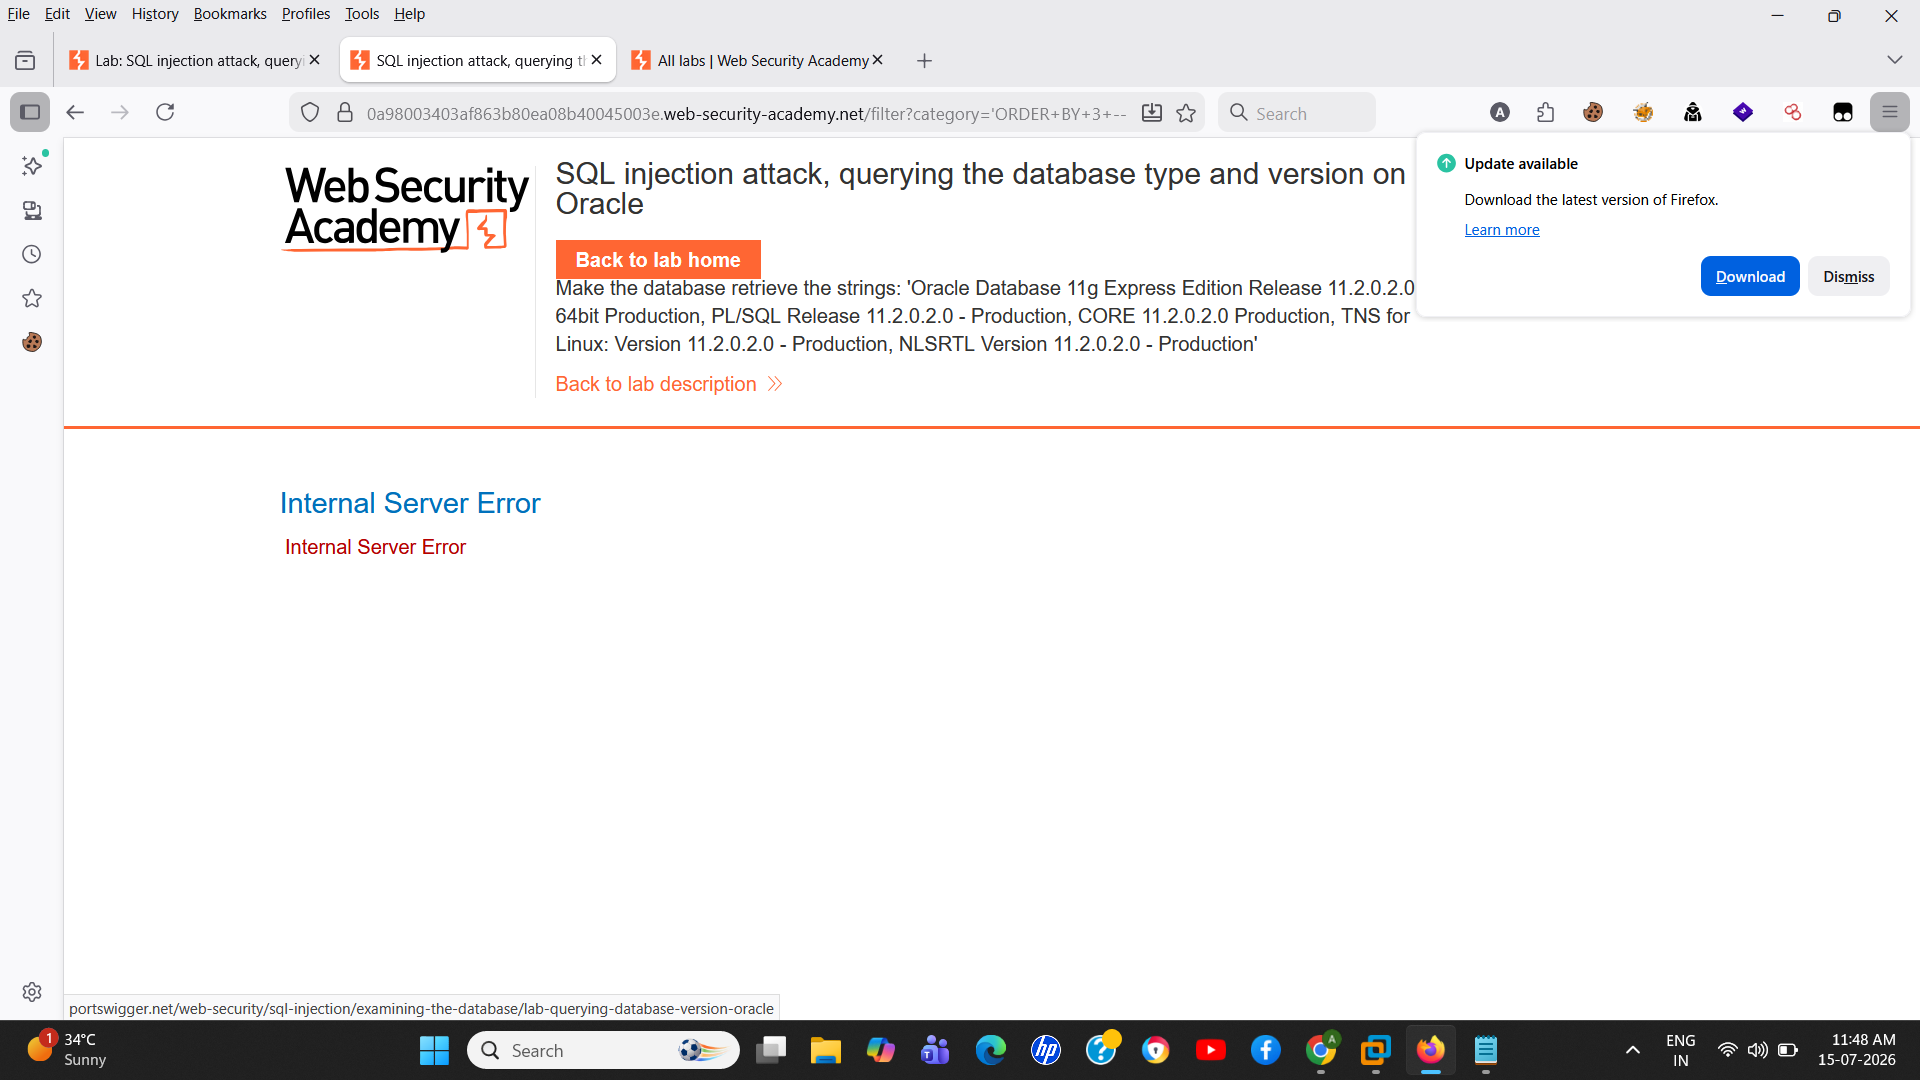 File Edit View History Bookmarks Profiles Tools Help
Lab: SQL injection attack, queryi
SQL injection attack, querying t
All labs | Web Security Academy
0a98003403af863b80ea08b40045003e.web-security-academy.net/filter?category='ORDER+BY+3+--
Search
A
Update available
Download the latest version of Firefox.
Learn more
Download
Dismiss
WebSecurity
Academy
SQL injection attack, querying the database type and version on
Oracle
Back to lab home
Make the database retrieve the strings: 'Oracle Database 11g Express Edition Release 11.2.0.2.0
64bit Production, PL/SQL Release 11.2.0.2.0 - Production, CORE 11.2.0.2.0 Production, TNS for
Linux: Version 11.2.0.2.0 - Production, NLSRTL Version 11.2.0.2.0 - Production'
Back to lab description
Internal Server Error
Internal Server Error
portswigger.net/web-security/sql-injection/examining-the-database/lab-querying-database-version-oracle
1
34°C
Sunny
Search
hp
A
ENG
IN
11:48 AM
15-07-2026